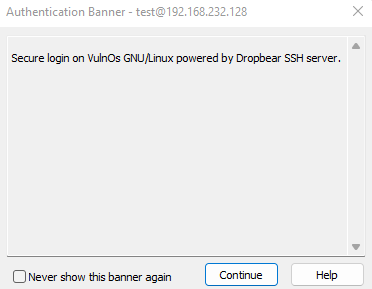 Authentication Banner - test@192.168.232.128
Secure login on VulnOs GNU/Linux powered by Dropbear SSH server.
Never show this banner again
Continue
Help